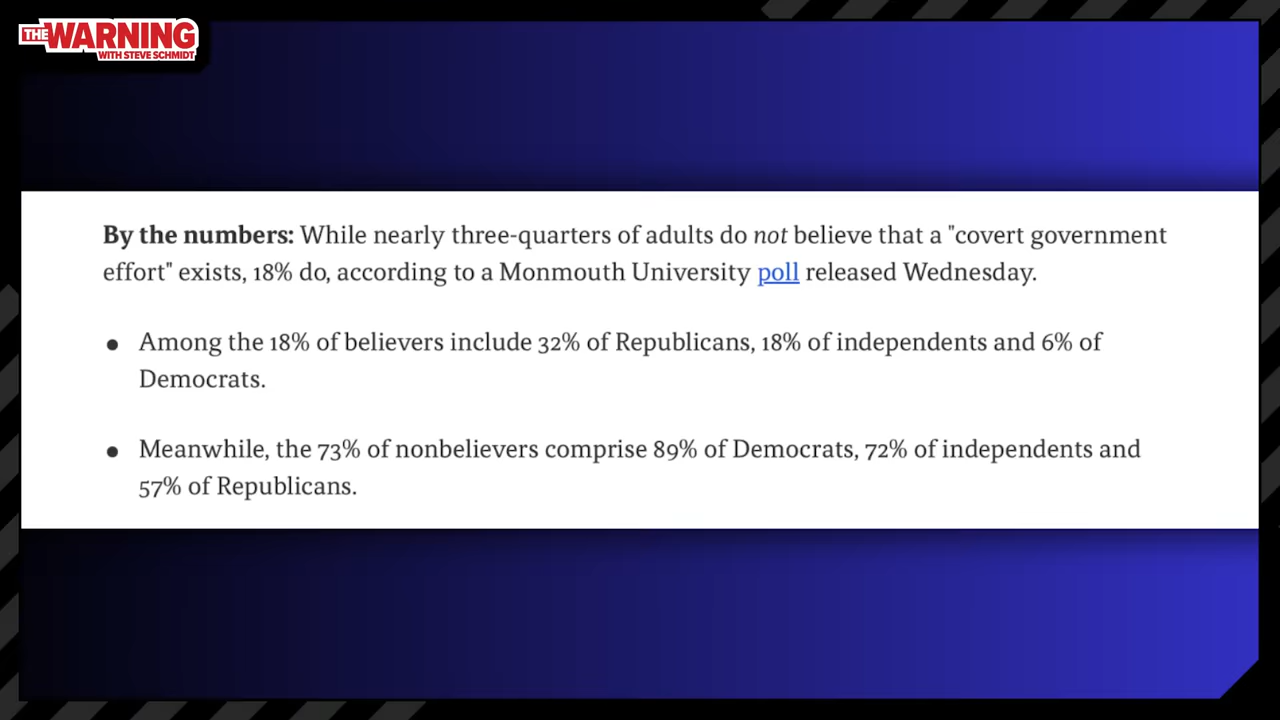 THE WARNING
WITH STEVE SCHMIDT
By the numbers: While nearly three-quarters of adults do not believe that a "covert government
effort" exists, 18% do, according to a Monmouth University poll released Wednesday.
● Among the 18% of believers include 32% of Republicans, 18% of independents and 6% of
Democrats.
● Meanwhile, the 73% of nonbelievers comprise 89% of Democrats, 72% of independents and
57% of Republicans.